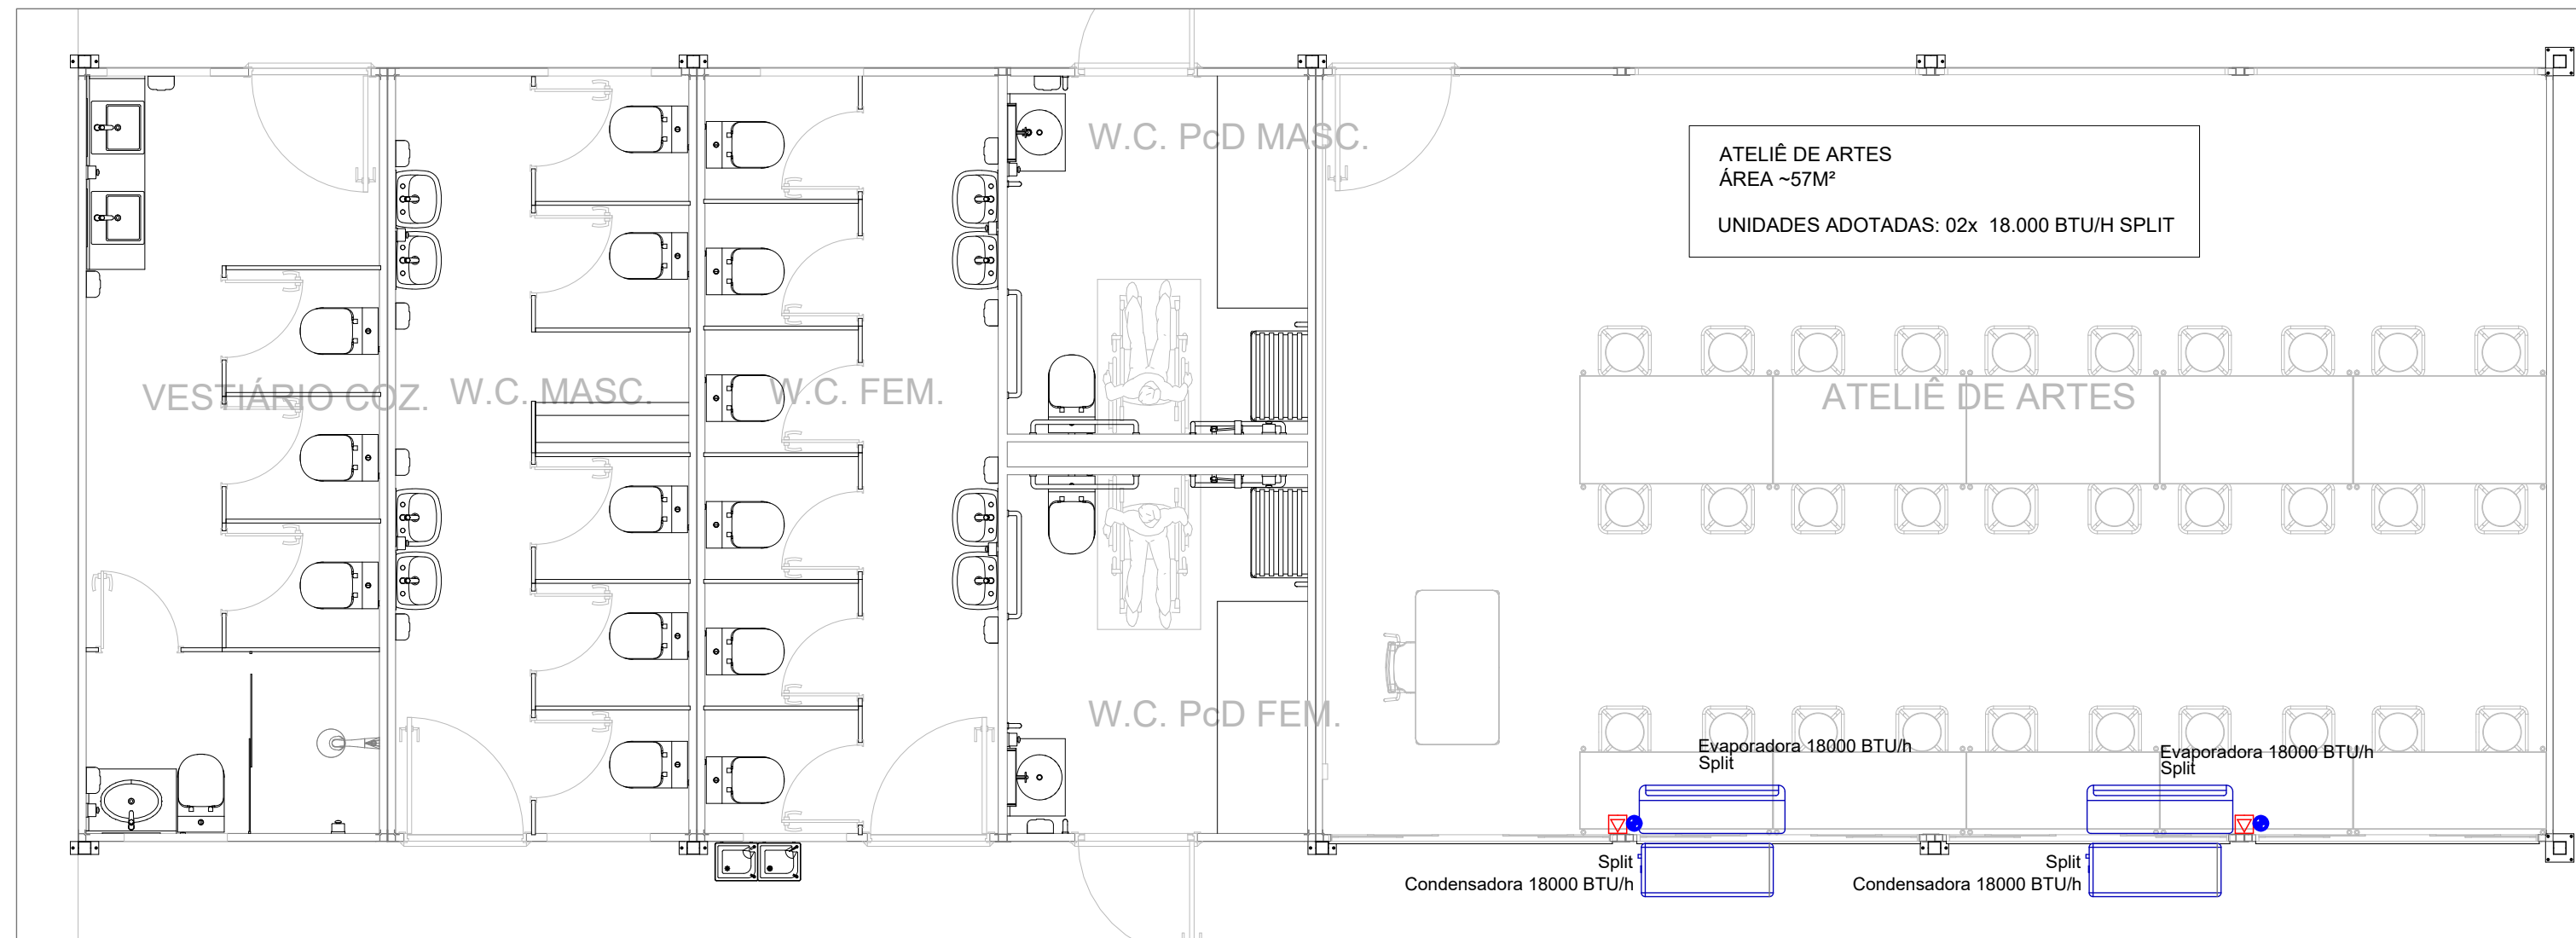 W.C. PcD MASC.
ATELIÊ DE ARTES
ÁREA ~57M²
UNIDADES ADOTADAS: 02x 18.000 BTU/H SPLIT
VESTIÁRIO COZ.
W.C. MASC.
W.C. FEM.
ATELIÊ DE ARTES
W.C. PcD FEM.
Evaporadora 18000 BTU/h
Split
Evaporadora 18000 BTU/h
Split
Split
Condensadora 18000 BTU/h
Split
Condensadora 18000 BTU/h